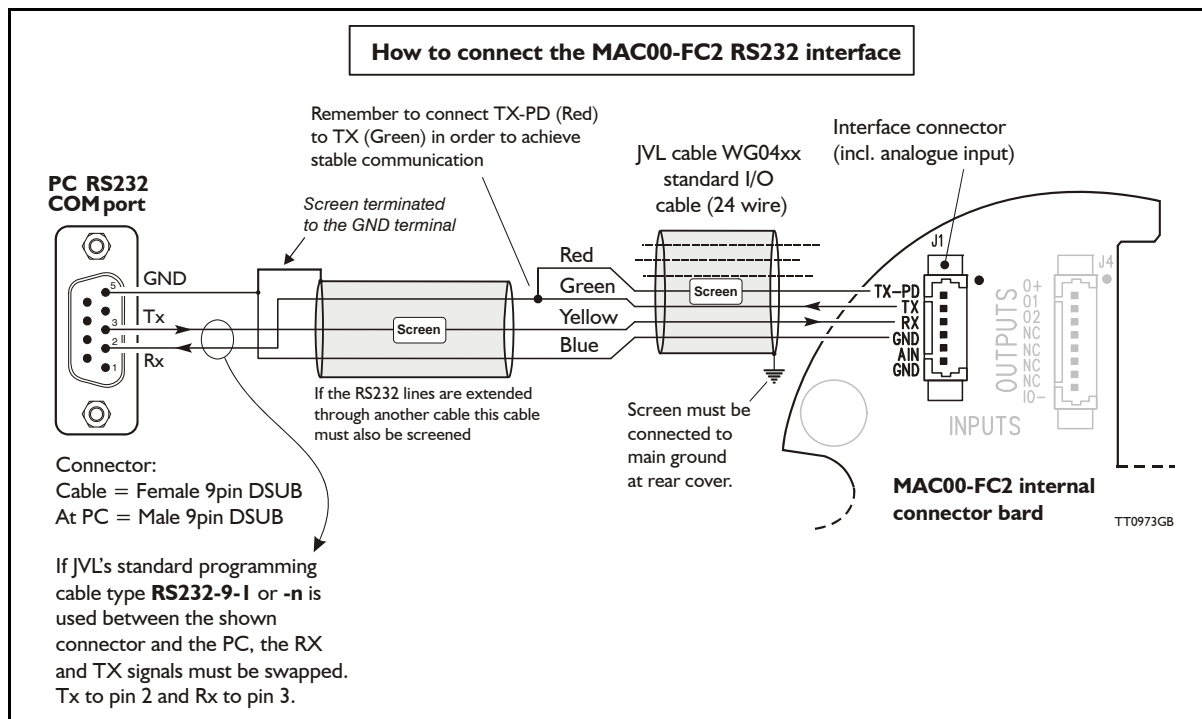 How to connect the MAC00-FC2 RS232 interface
Remember to connect TX-PD (Red)
to TX (Green) in order to achieve
stable communication
Interface connector
(incl. analogue input)
JVL cable WG04xx
standard I/O
cable (24 wire)
PC RS232
COM port
Screen terminated
to the GND terminal
GND
Tx
Rx
5
3
2
1
Screen
Red
Green
Yellow
Blue
Screen
J1
TX-PD
TX
RX
GND
AIN
GND
J4
OUTPUTS
O+
O1
O2
NC
NC
NC
NC
IO-
INPUTS
If the RS232 lines are extended
through another cable this cable
must also be screened
Screen must be
connected to
main ground
at rear cover.
Connector:
Cable = Female 9pin DSUB
At PC = Male 9pin DSUB
MAC00-FC2 internal
connector bard
TT0973GB
If JVL's standard programming
cable type RS232-9-1 or -n is
used between the shown
connector and the PC, the RX
and TX signals must be swapped.
Tx to pin 2 and Rx to pin 3.